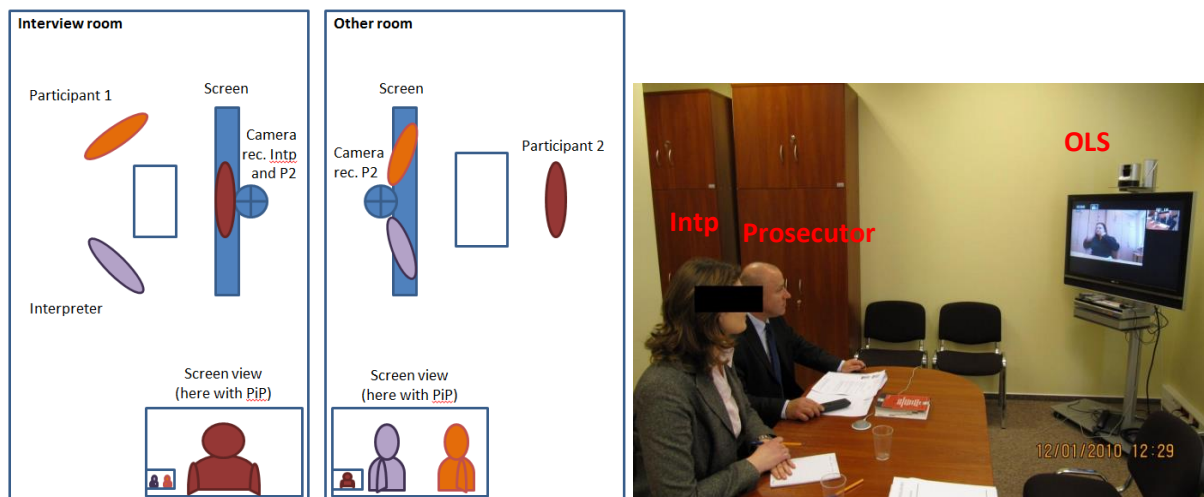 Interview room
Participant 1
Screen
Camera
rec. Intp
and P2
Interpreter
Screen view
(here with PiP)
Other room
Screen
Camera
rec. P2
Participant 2
Screen view
(here with PiP)
OLS
Intp
Prosecutor
12/01/2010 12:29